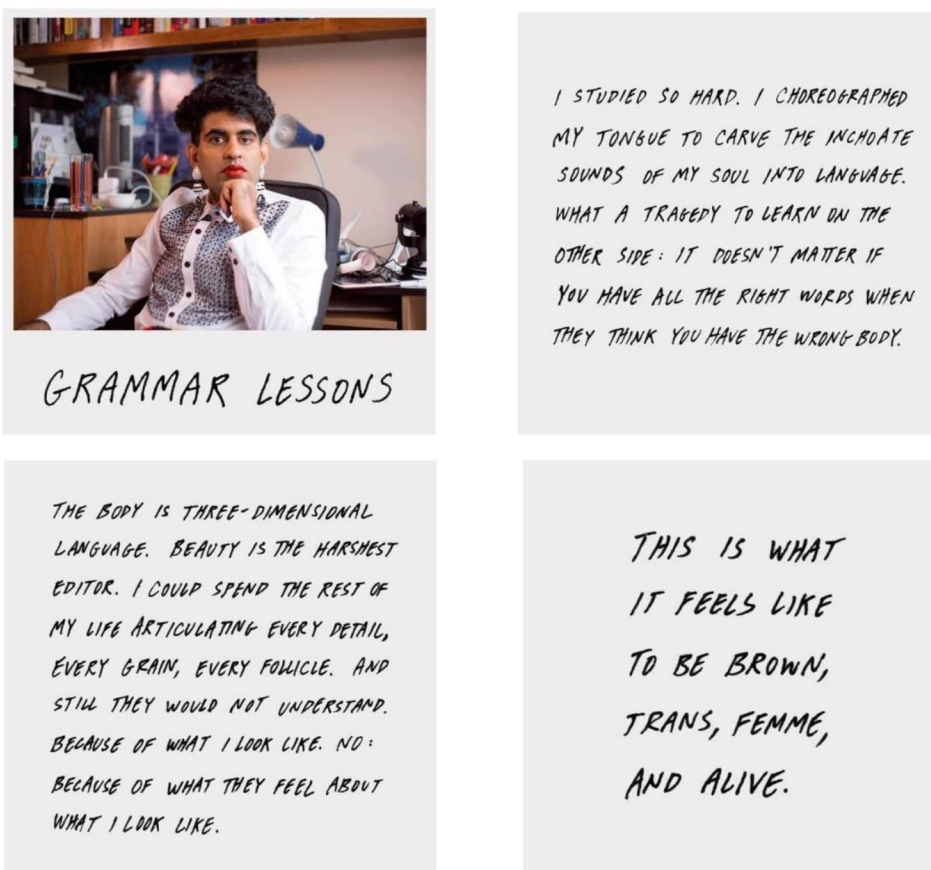 GRAMMAR LESSONS
I STUDIED SO HARD. I CHOREOGRAPHED
MY TONGUE TO CARVE THE INCHOATE
SOUNDS OF MY SOUL INTO LANGUAGE.
WHAT A TRAGEDY TO LEARN ON THE
OTHER SIDE: IT DOESN'T MATTER IF
YOU HAVE ALL THE RIGHT WORDS WHEN
THEY THINK YOU HAVE THE WRONG BODY.
THE BODY IS THREE-DIMENSIONAL
LANGUAGE. BEAUTY IS THE HARSHEST
EDITOR. I COULD SPEND THE REST OF
MY LIFE ARTICULATING EVERY DETAIL,
EVERY GRAIN, EVERY FOLLICLE. AND
STILL THEY WOULD NOT UNDERSTAND.
BECAUSE OF WHAT I LOOK LIKE. NO:
BECAUSE OF WHAT THEY FEEL ABOUT
WHAT I LOOK LIKE.
THIS IS WHAT
IT FEELS LIKE
TO BE BROWN,
TRANS, FEMME,
AND ALIVE.